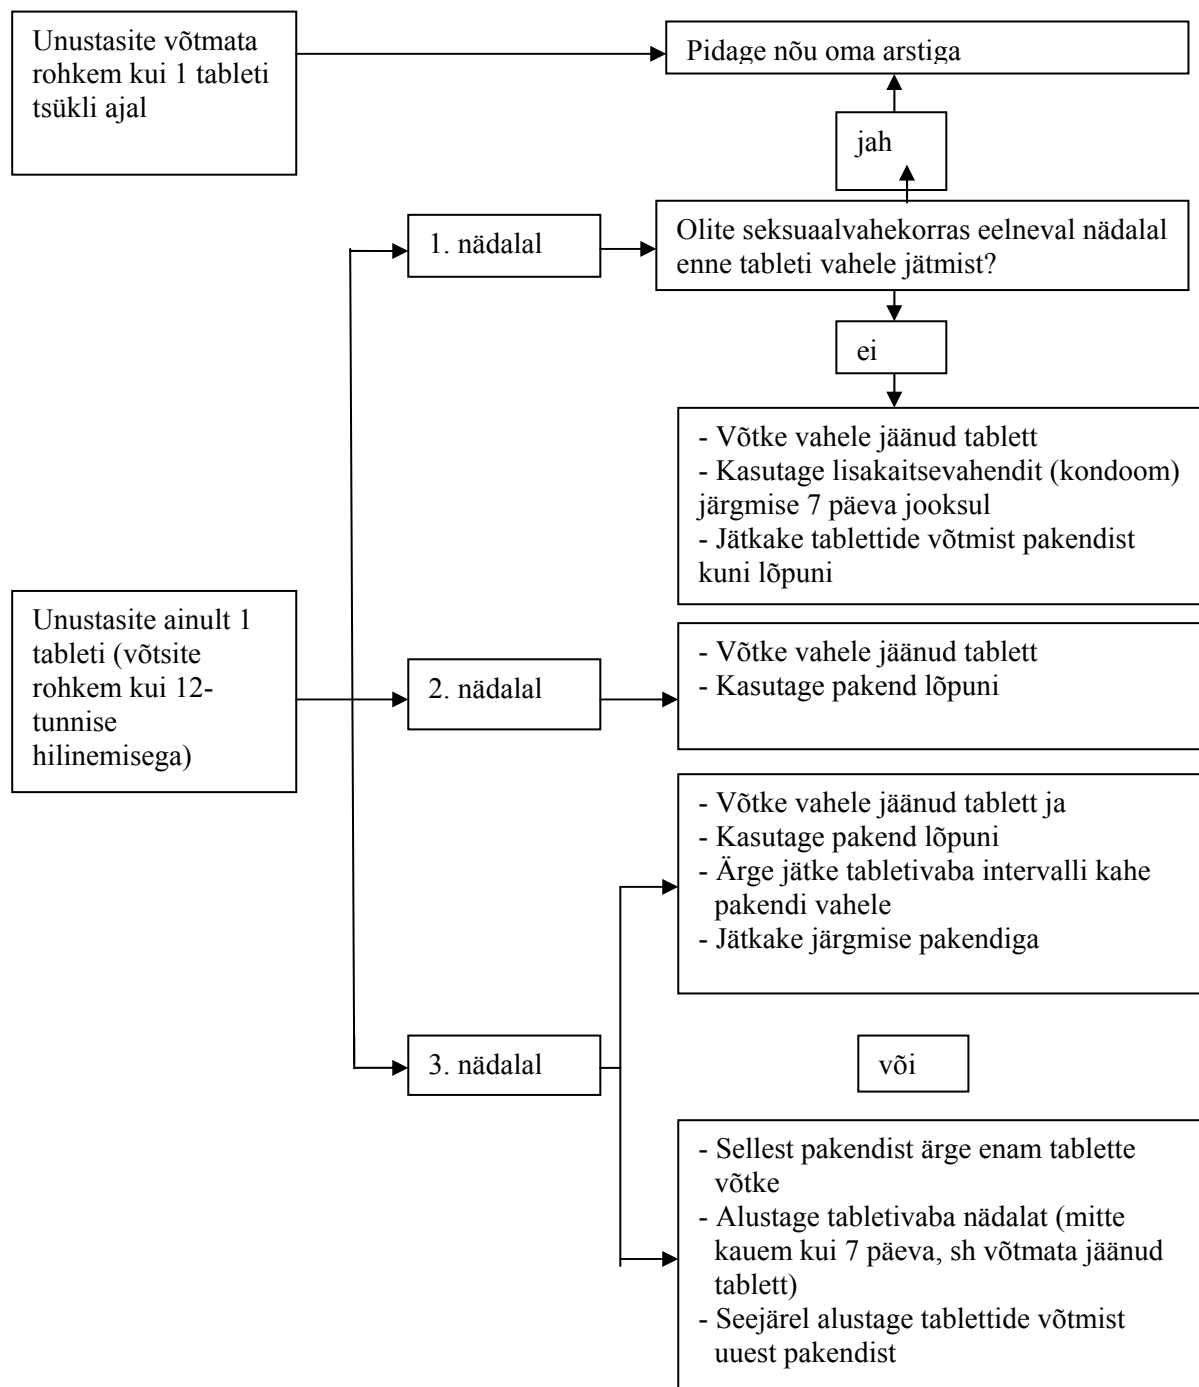 Unustasite võtmata
rohkem kui 1 tableti
tsükli ajal
Pidage nõu oma arstiga
jah
1. nädalal
Olite seksuaalvahekorras eelneval nädalal
enne tableti vahele jätmist?
ei
- Võtke vahele jäänud tablett
- Kasutage lisakaitsevahendit (kondoom)
järgmise 7 päeva jooksul
- Jätkake tablettide võtmist pakendist
kuni lõpuni
Unustasite ainult 1
tableti (võtsite
rohkem kui 12-
tunnise
hilinemisega)
2. nädalal
- Võtke vahele jäänud tablett
- Kasutage pakend lõpuni
- Võtke vahele jäänud tablett ja
- Kasutage pakend lõpuni
- Ärge jätke tabletivaba intervalli kahe
pakendi vahele
- Jätkake järgmise pakendiga
3. nädalal
või
- Sellest pakendist ärge enam tablette
võtke
- Alustage tabletivaba nädalat (mitte
kauem kui 7 päeva, sh võtmata jäänud
tablett)
- Seejärel alustage tablettide võtmist
uuest pakendist